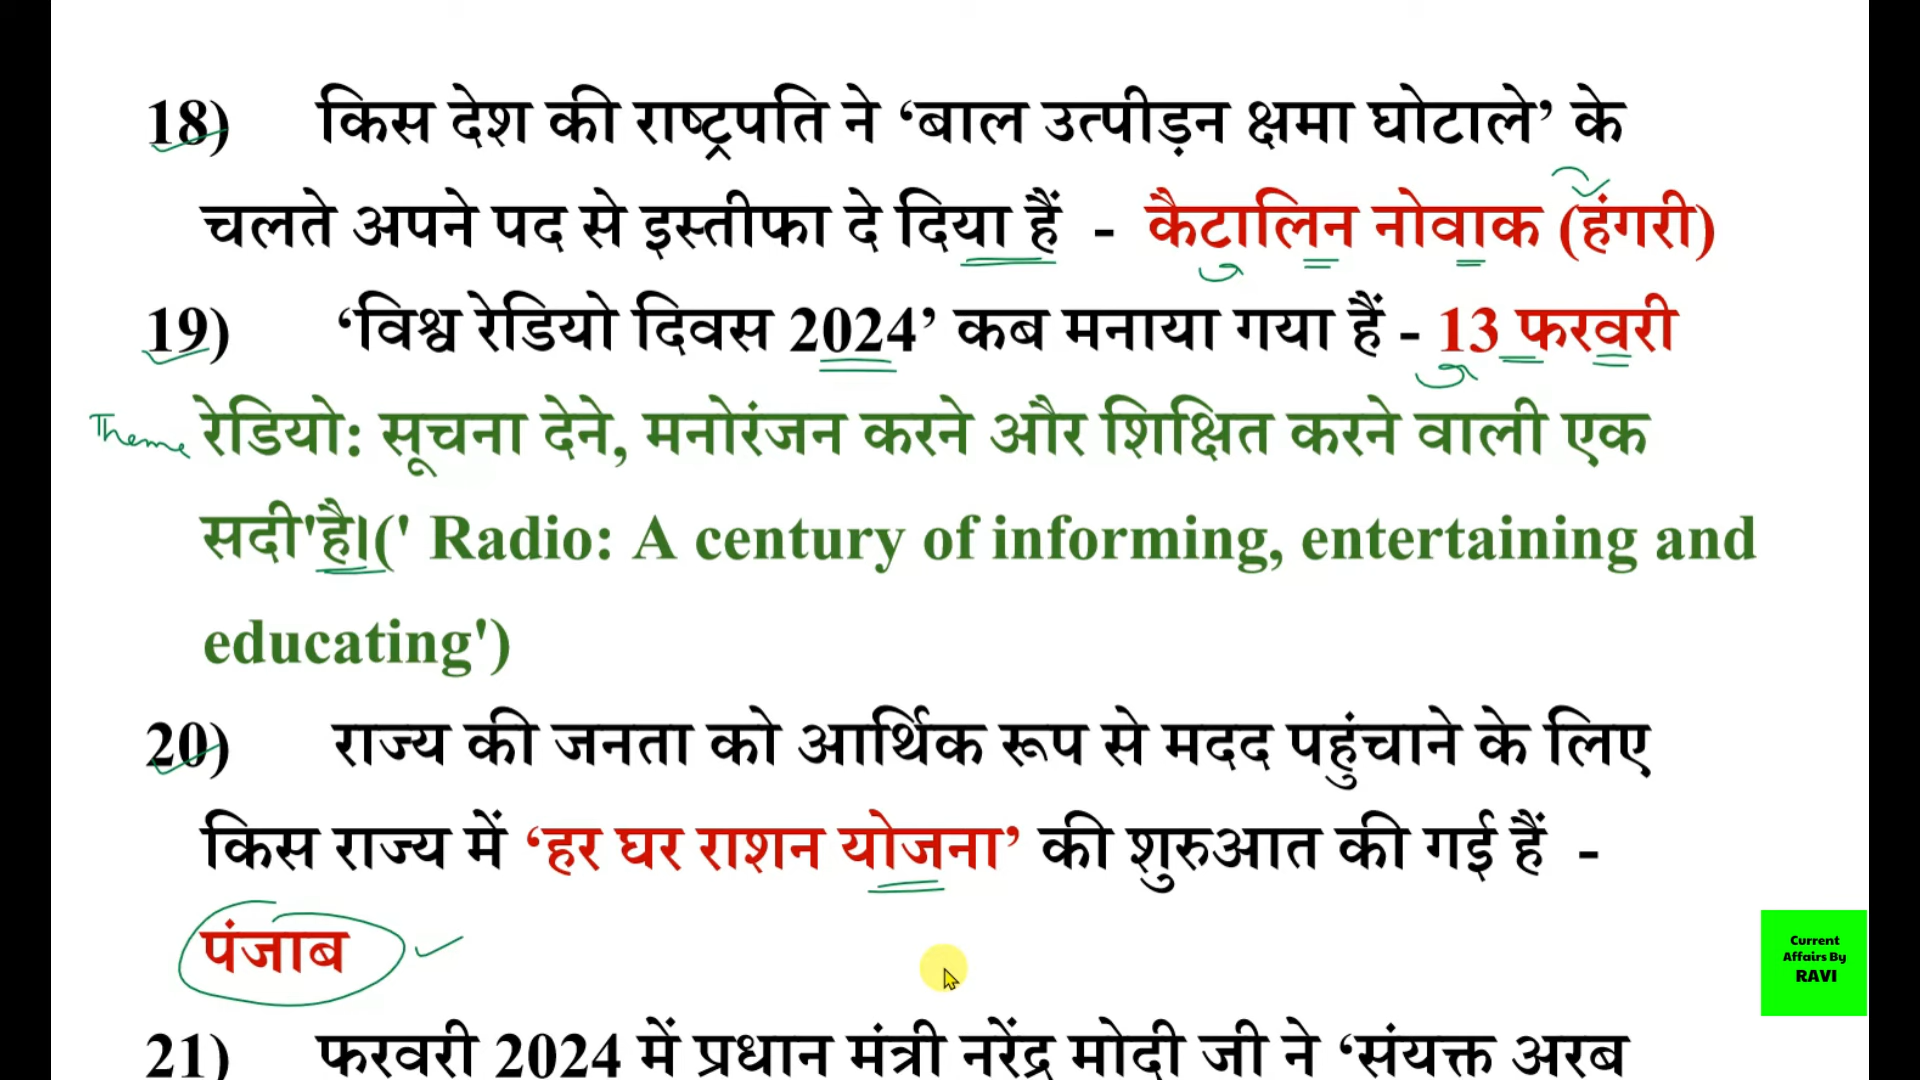 18) किस देश की राष्ट्रपति ने ‘बाल उत्पीड़न क्षमा घोटाले’ के
चलते अपने पद से इस्तीफा दे दिया हैं - कैटालिन नोवाक (हंगरी)
19) ‘विश्व रेडियो दिवस 2024’ कब मनाया गया हैं - 13 फरवरी
Theme रेडियो: सूचना देने, मनोरंजन करने और शिक्षित करने वाली एक
सदी'है।(' Radio: A century of informing, entertaining and
educating')
20) राज्य की जनता को आर्थिक रूप से मदद पहुंचाने के लिए
किस राज्य में ‘हर घर राशन योजना’ की शुरुआत की गई हैं -
पंजाब
Current
Affairs By
RAVI
21) फरवरी 2024 में प्रधान मंत्री नरेंद्र मोदी जी ने ‘संयुक्त अरब